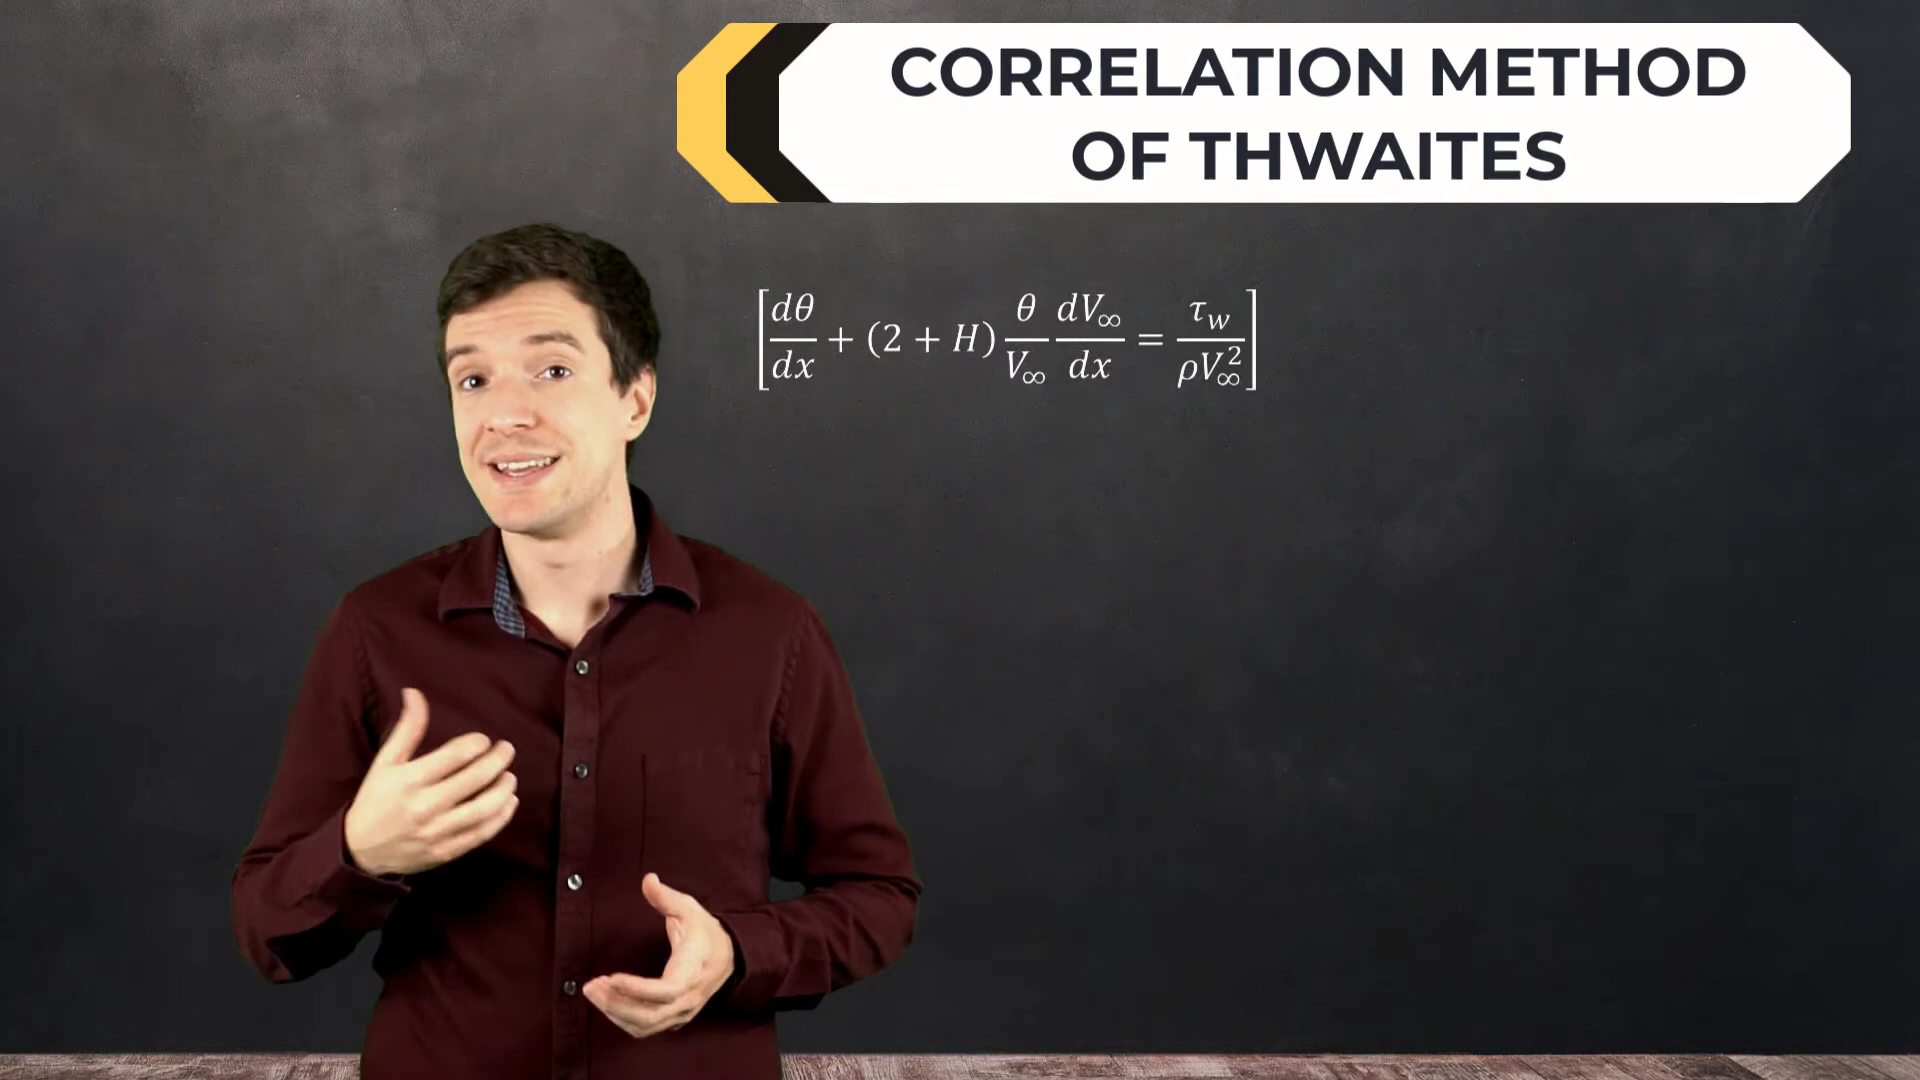 CORRELATION METHOD
OF THWAITES
[dθ/dx + (2 + H) θ/V∞ dV∞/dx = τw/ρV∞²]